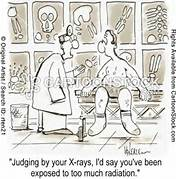 © Original Artist / Search ID: 
Rights Available from CartoonStock.com
"Judging by your X-rays, I'd say you've been
exposed to too much radiation."